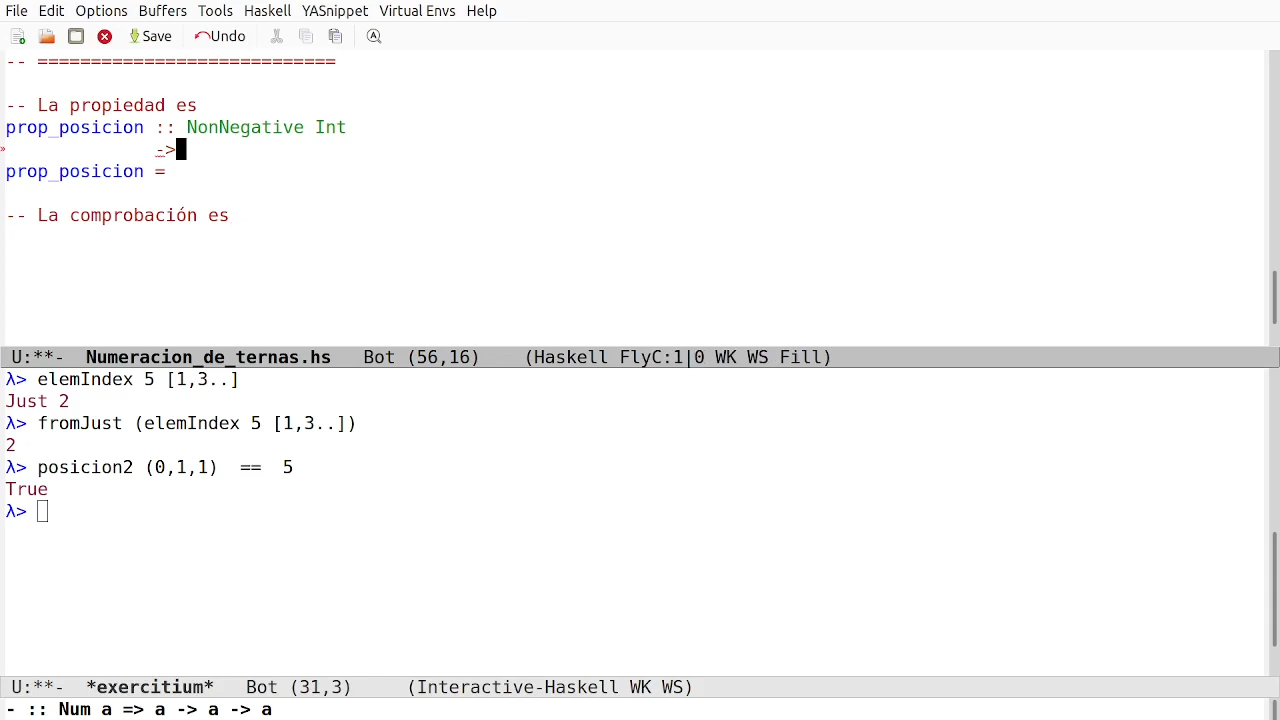 File Edit Options Buffers Tools Haskell YASnippet Virtual Envs Help
Save Undo
-- ============================
-- La propiedad es
prop_posicion :: NonNegative Int
» ->
prop_posicion =
-- La comprobación es
U:**- Numeracion_de_ternas.hs Bot (56,16) (Haskell FlyC:1|0 WK WS Fill)
λ> elemIndex 5 [1,3..]
Just 2
λ> fromJust (elemIndex 5 [1,3..])
2
λ> posicion2 (0,1,1) == 5
True
λ>
U:**- *exercitium* Bot (31,3) (Interactive-Haskell WK WS)
- :: Num a => a -> a -> a